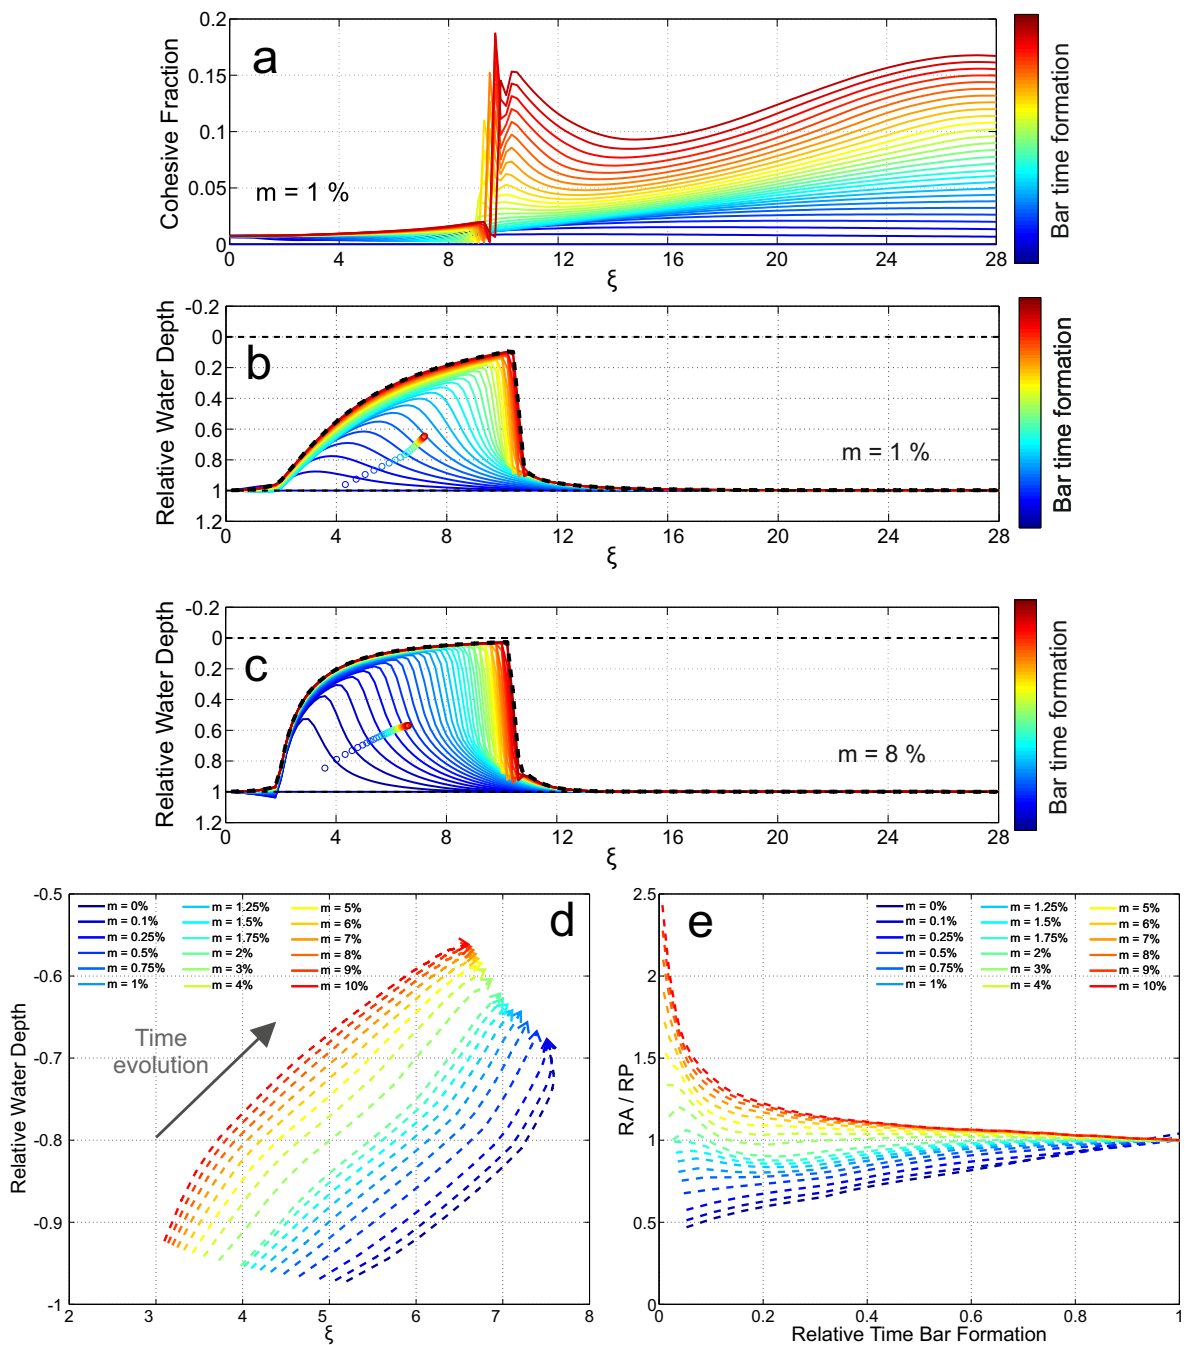 a
Cohesive Fraction
0.2
0.15
0.1
0.05
0
m = 1 %
0 4 8 12 16 20 24 28
ξ
Bar time formation
b
Relative Water Depth
-0.2
0
0.2
0.4
0.6
0.8
1
1.2
m = 1 %
0 4 8 12 16 20 24 28
ξ
Bar time formation
c
Relative Water Depth
-0.2
0
0.2
0.4
0.6
0.8
1
1.2
m = 8 %
0 4 8 12 16 20 24 28
ξ
Bar time formation
d
Relative Water Depth
-0.5
-0.6
-0.7
-0.8
-0.9
-1
m = 0% m = 1.25% m = 5%
m = 0.1% m = 1.5% m = 6%
m = 0.25% m = 1.75% m = 7%
m = 0.5% m = 2% m = 8%
m = 0.75% m = 3% m = 9%
m = 1% m = 4% m = 10%
Time
evolution
2 3 4 5 6 7 8
ξ
e
RA / RP
2.5
2
1.5
1
0.5
0
m = 0% m = 1.25% m = 5%
m = 0.1% m = 1.5% m = 6%
m = 0.25% m = 1.75% m = 7%
m = 0.5% m = 2% m = 8%
m = 0.75% m = 3% m = 9%
m = 1% m = 4% m = 10%
0 0.2 0.4 0.6 0.8 1
Relative Time Bar Formation